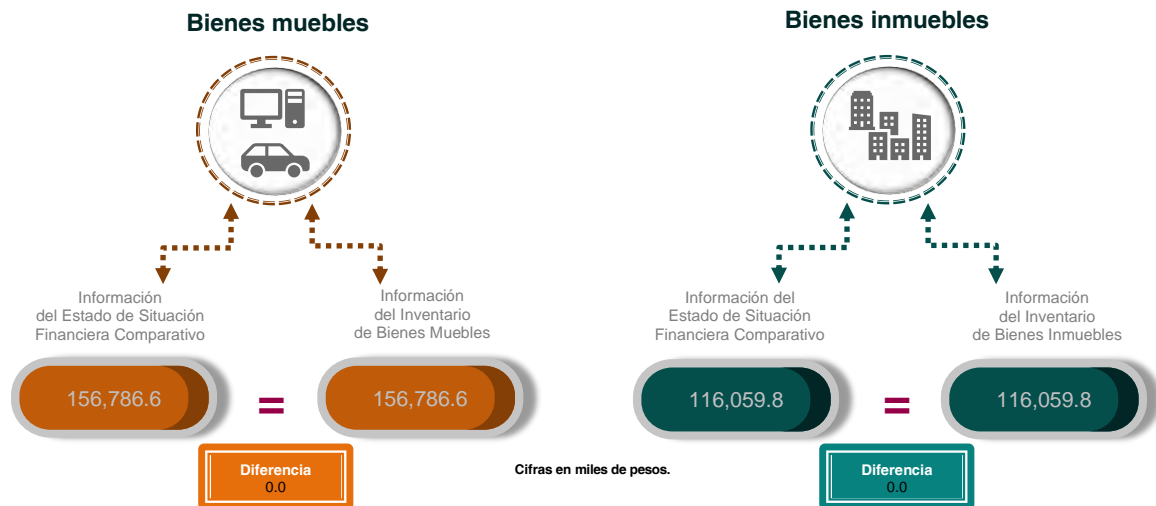 Bienes muebles
Información
del Estado de Situación
Financiera Comparativo
Información
del Inventario
de Bienes Muebles
156,786.6
=
156,786.6
Diferencia
0.0
Cifras en miles de pesos.
Bienes inmuebles
Información del
Estado de Situación
Financiera Comparativo
Información
del Inventario
de Bienes Inmuebles
116,059.8
=
116,059.8
Diferencia
0.0